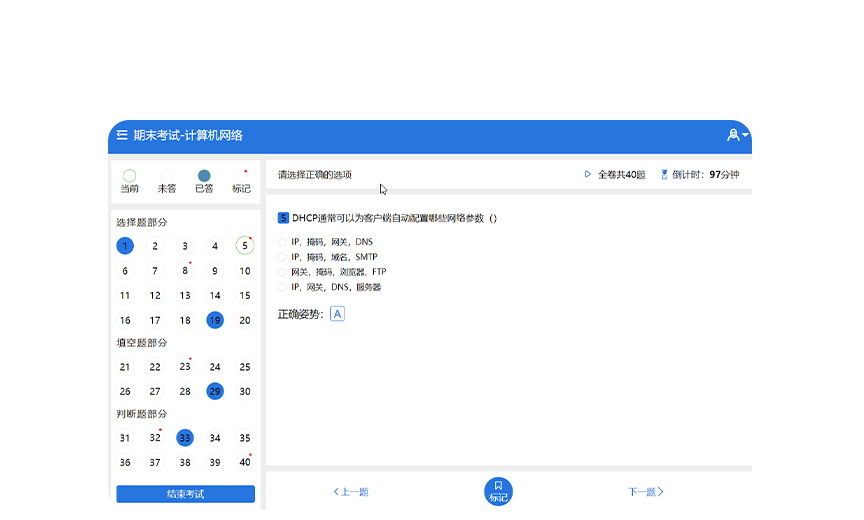 期末考试-计算机网络
当前 未答 已答 标记
请选择正确的选项
全卷共40题 倒计时：97分钟
选择题部分
1 2 3 4 5
6 7 8 9 10
11 12 13 14 15
16 17 18 19 20
填空题部分
21 22 23 24 25
26 27 28 29 30
判断题部分
31 32 33 34 35
36 37 38 39 40
结束考试
5 DHCP通常可以为客户端自动配置哪些网络参数（）
IP，掩码，网关，DNS
IP，掩码，域名，SMTP
网关，掩码，浏览器，FTP
IP，网关，DNS，服务器
正确姿势： A
上一题
标记
下一题